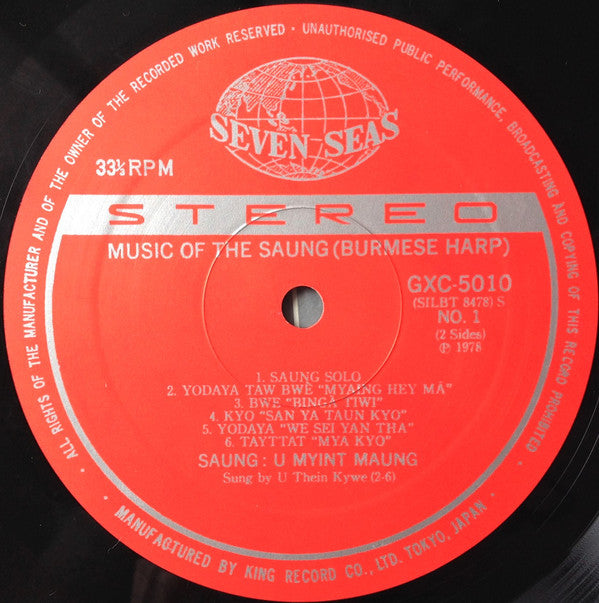 · ALL RIGHTS OF THE MANUFACTURER AND OF THE OWNER OF THE RECORDED WORK RESERVED · UNAUTHORISED PUBLIC PERFORMANCE, BROADCASTING AND COPYING OF THIS RECORD PROHIBITED ·
SEVEN SEAS
33⅓RPM
STEREO
MUSIC OF THE SAUNG (BURMESE HARP)
GXC-5010
(SILBT 8478) S
NO. 1
(2 Sides)
Ⓟ 1978
1. SAUNG SOLO
2. YODAYA TAW BWÉ "MYAING HEY MÁ"
3. BWE "BINGÁ TIWI"
4. KYO "SAN YA TAUN KYO"
5. YODAYA "WE SEI YAN THA"
6. TAYTTAT "MYA KYO"
SAUNG : U MYINT MAUNG
Sung by U Thein Kywe (2-6)
· MANUFACTURED BY KING RECORD CO., LTD. TOKYO, JAPAN ·